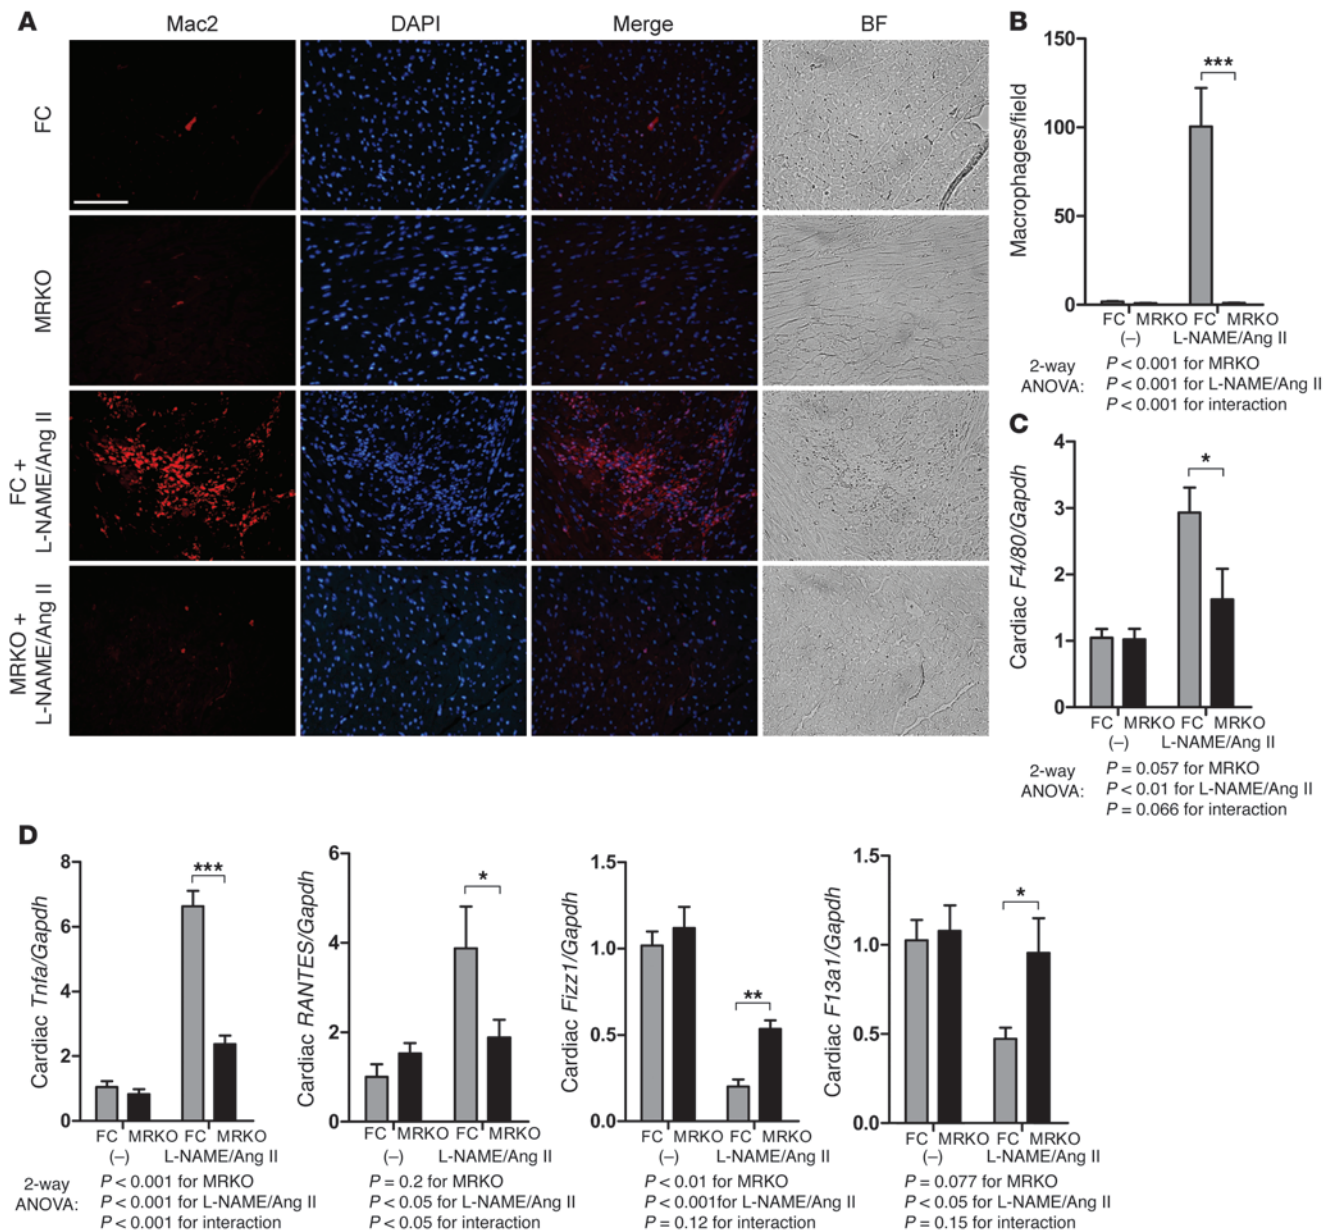 A
Mac2 DAPI Merge BF
FC
MRKO
FC +
L-NAME/Ang II
MRKO +
L-NAME/Ang II
B
Macrophages/field
150
100
50
0
***
FC MRKO FC MRKO
(–) L-NAME/Ang II
2-way
ANOVA:
P < 0.001 for MRKO
P < 0.001 for L-NAME/Ang II
P < 0.001 for interaction
C
Cardiac F4/80/Gapdh
4
3
2
1
0
*
FC MRKO FC MRKO
(–) L-NAME/Ang II
2-way
ANOVA:
P = 0.057 for MRKO
P < 0.01 for L-NAME/Ang II
P = 0.066 for interaction
D
Cardiac Tnfa/Gapdh
8
6
4
2
0
***
FC MRKO FC MRKO
(–) L-NAME/Ang II
2-way
ANOVA:
P < 0.001 for MRKO
P < 0.001 for L-NAME/Ang II
P < 0.001 for interaction
Cardiac RANTES/Gapdh
6
4
2
0
*
FC MRKO FC MRKO
(–) L-NAME/Ang II
P = 0.2 for MRKO
P < 0.05 for L-NAME/Ang II
P < 0.05 for interaction
Cardiac Fizz1/Gapdh
1.5
1.0
0.5
0.0
**
FC MRKO FC MRKO
(–) L-NAME/Ang II
P < 0.01 for MRKO
P < 0.001for L-NAME/Ang II
P = 0.12 for interaction
Cardiac F13a1/Gapdh
1.5
1.0
0.5
0.0
*
FC MRKO FC MRKO
(–) L-NAME/Ang II
P = 0.077 for MRKO
P < 0.05 for L-NAME/Ang II
P = 0.15 for interaction